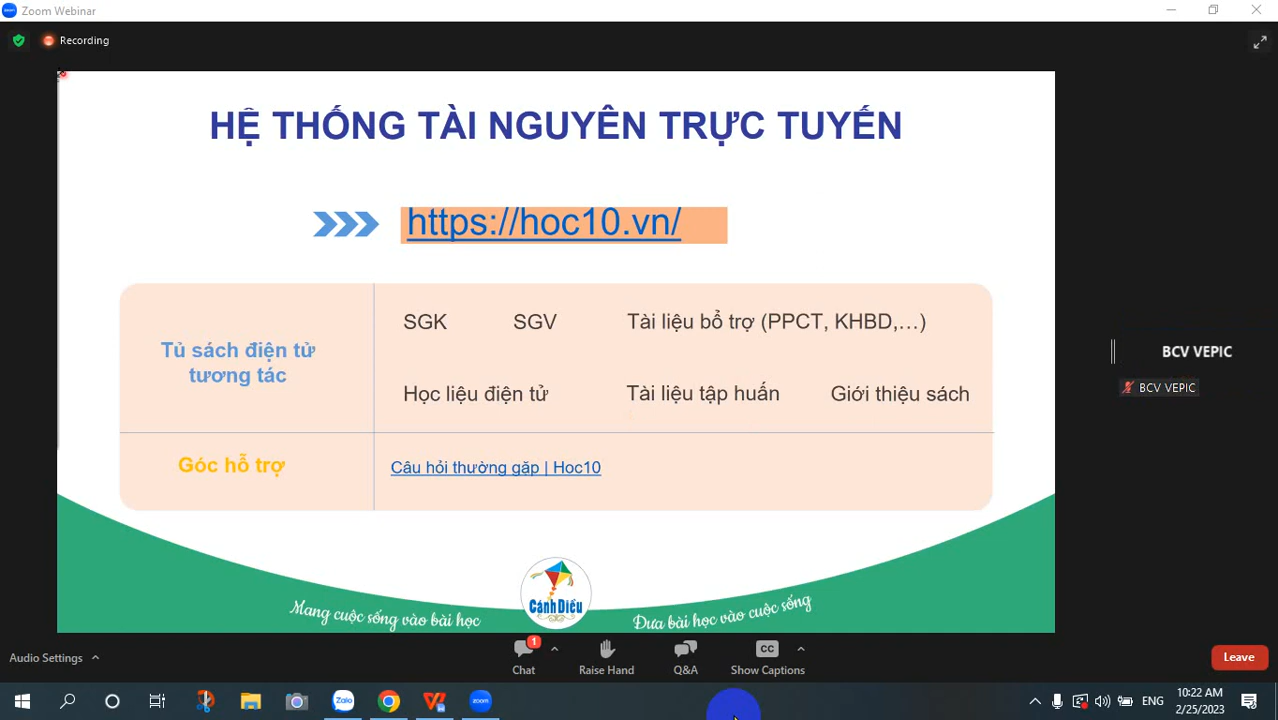 Zoom Webinar
Recording
HỆ THỐNG TÀI NGUYÊN TRỰC TUYẾN
https://hoc10.vn/
Tủ sách điện tử
tương tác
SGK SGV Tài liệu bổ trợ (PPCT, KHBD,…)
Học liệu điện tử Tài liệu tập huấn Giới thiệu sách
Góc hỗ trợ
Câu hỏi thường gặp | Hoc10
BCV VEPIC
BCV VEPIC
Mang cuộc sống vào bài học
Cánh Diều
Đưa bài học vào cuộc sống
Audio Settings
1
Chat
Raise Hand
Q&A
CC
Show Captions
Leave
Zalo
zoom
ENG
10:22 AM
2/25/2023